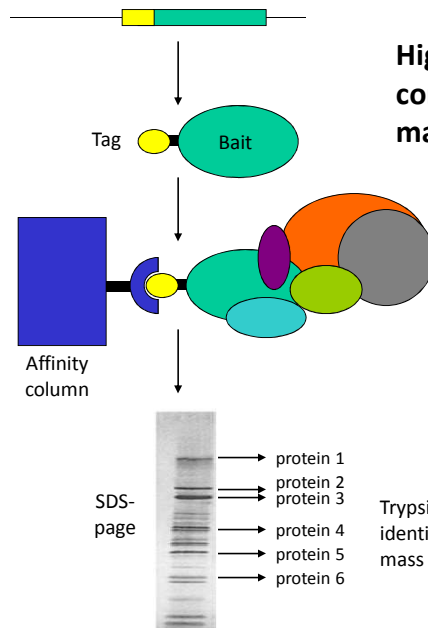 Hig
co
ma
Tag
Bait
Affinity
column
protein 1
protein 2
protein 3
SDS-
page
protein 4
protein 5
protein 6
Trypsi
identi
mass